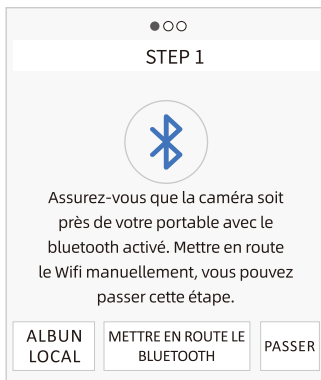 STEP 1
Assurez-vous que la caméra soit
près de votre portable avec le
bluetooth activé. Mettre en route
le Wifi manuellement, vous pouvez
passer cette étape.
ALBUN
LOCAL
METTRE EN ROUTE LE
BLUETOOTH
PASSER